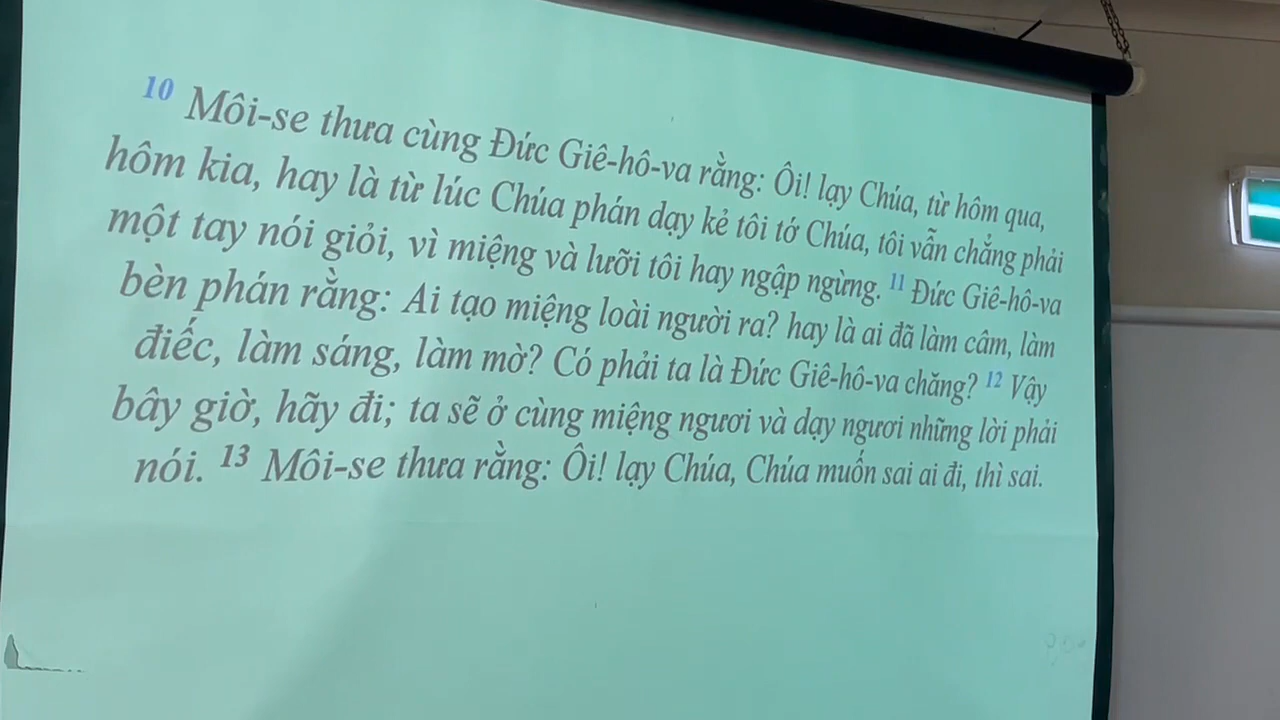 10 Môi-se thưa cùng Đức Giê-hô-va rằng: Ôi! lạy Chúa, từ hôm qua,
hôm kia, hay là từ lúc Chúa phán dạy kẻ tôi tớ Chúa, tôi vẫn chẳng phải
một tay nói giỏi, vì miệng và lưỡi tôi hay ngập ngừng. 11 Đức Giê-hô-va
bèn phán rằng: Ai tạo miệng loài người ra? hay là ai đã làm câm, làm
điếc, làm sáng, làm mờ? Có phải ta là Đức Giê-hô-va chăng? 12 Vậy
bây giờ, hãy đi; ta sẽ ở cùng miệng ngươi và dạy ngươi những lời phải
nói. 13 Môi-se thưa rằng: Ôi! lạy Chúa, Chúa muốn sai ai đi, thì sai.